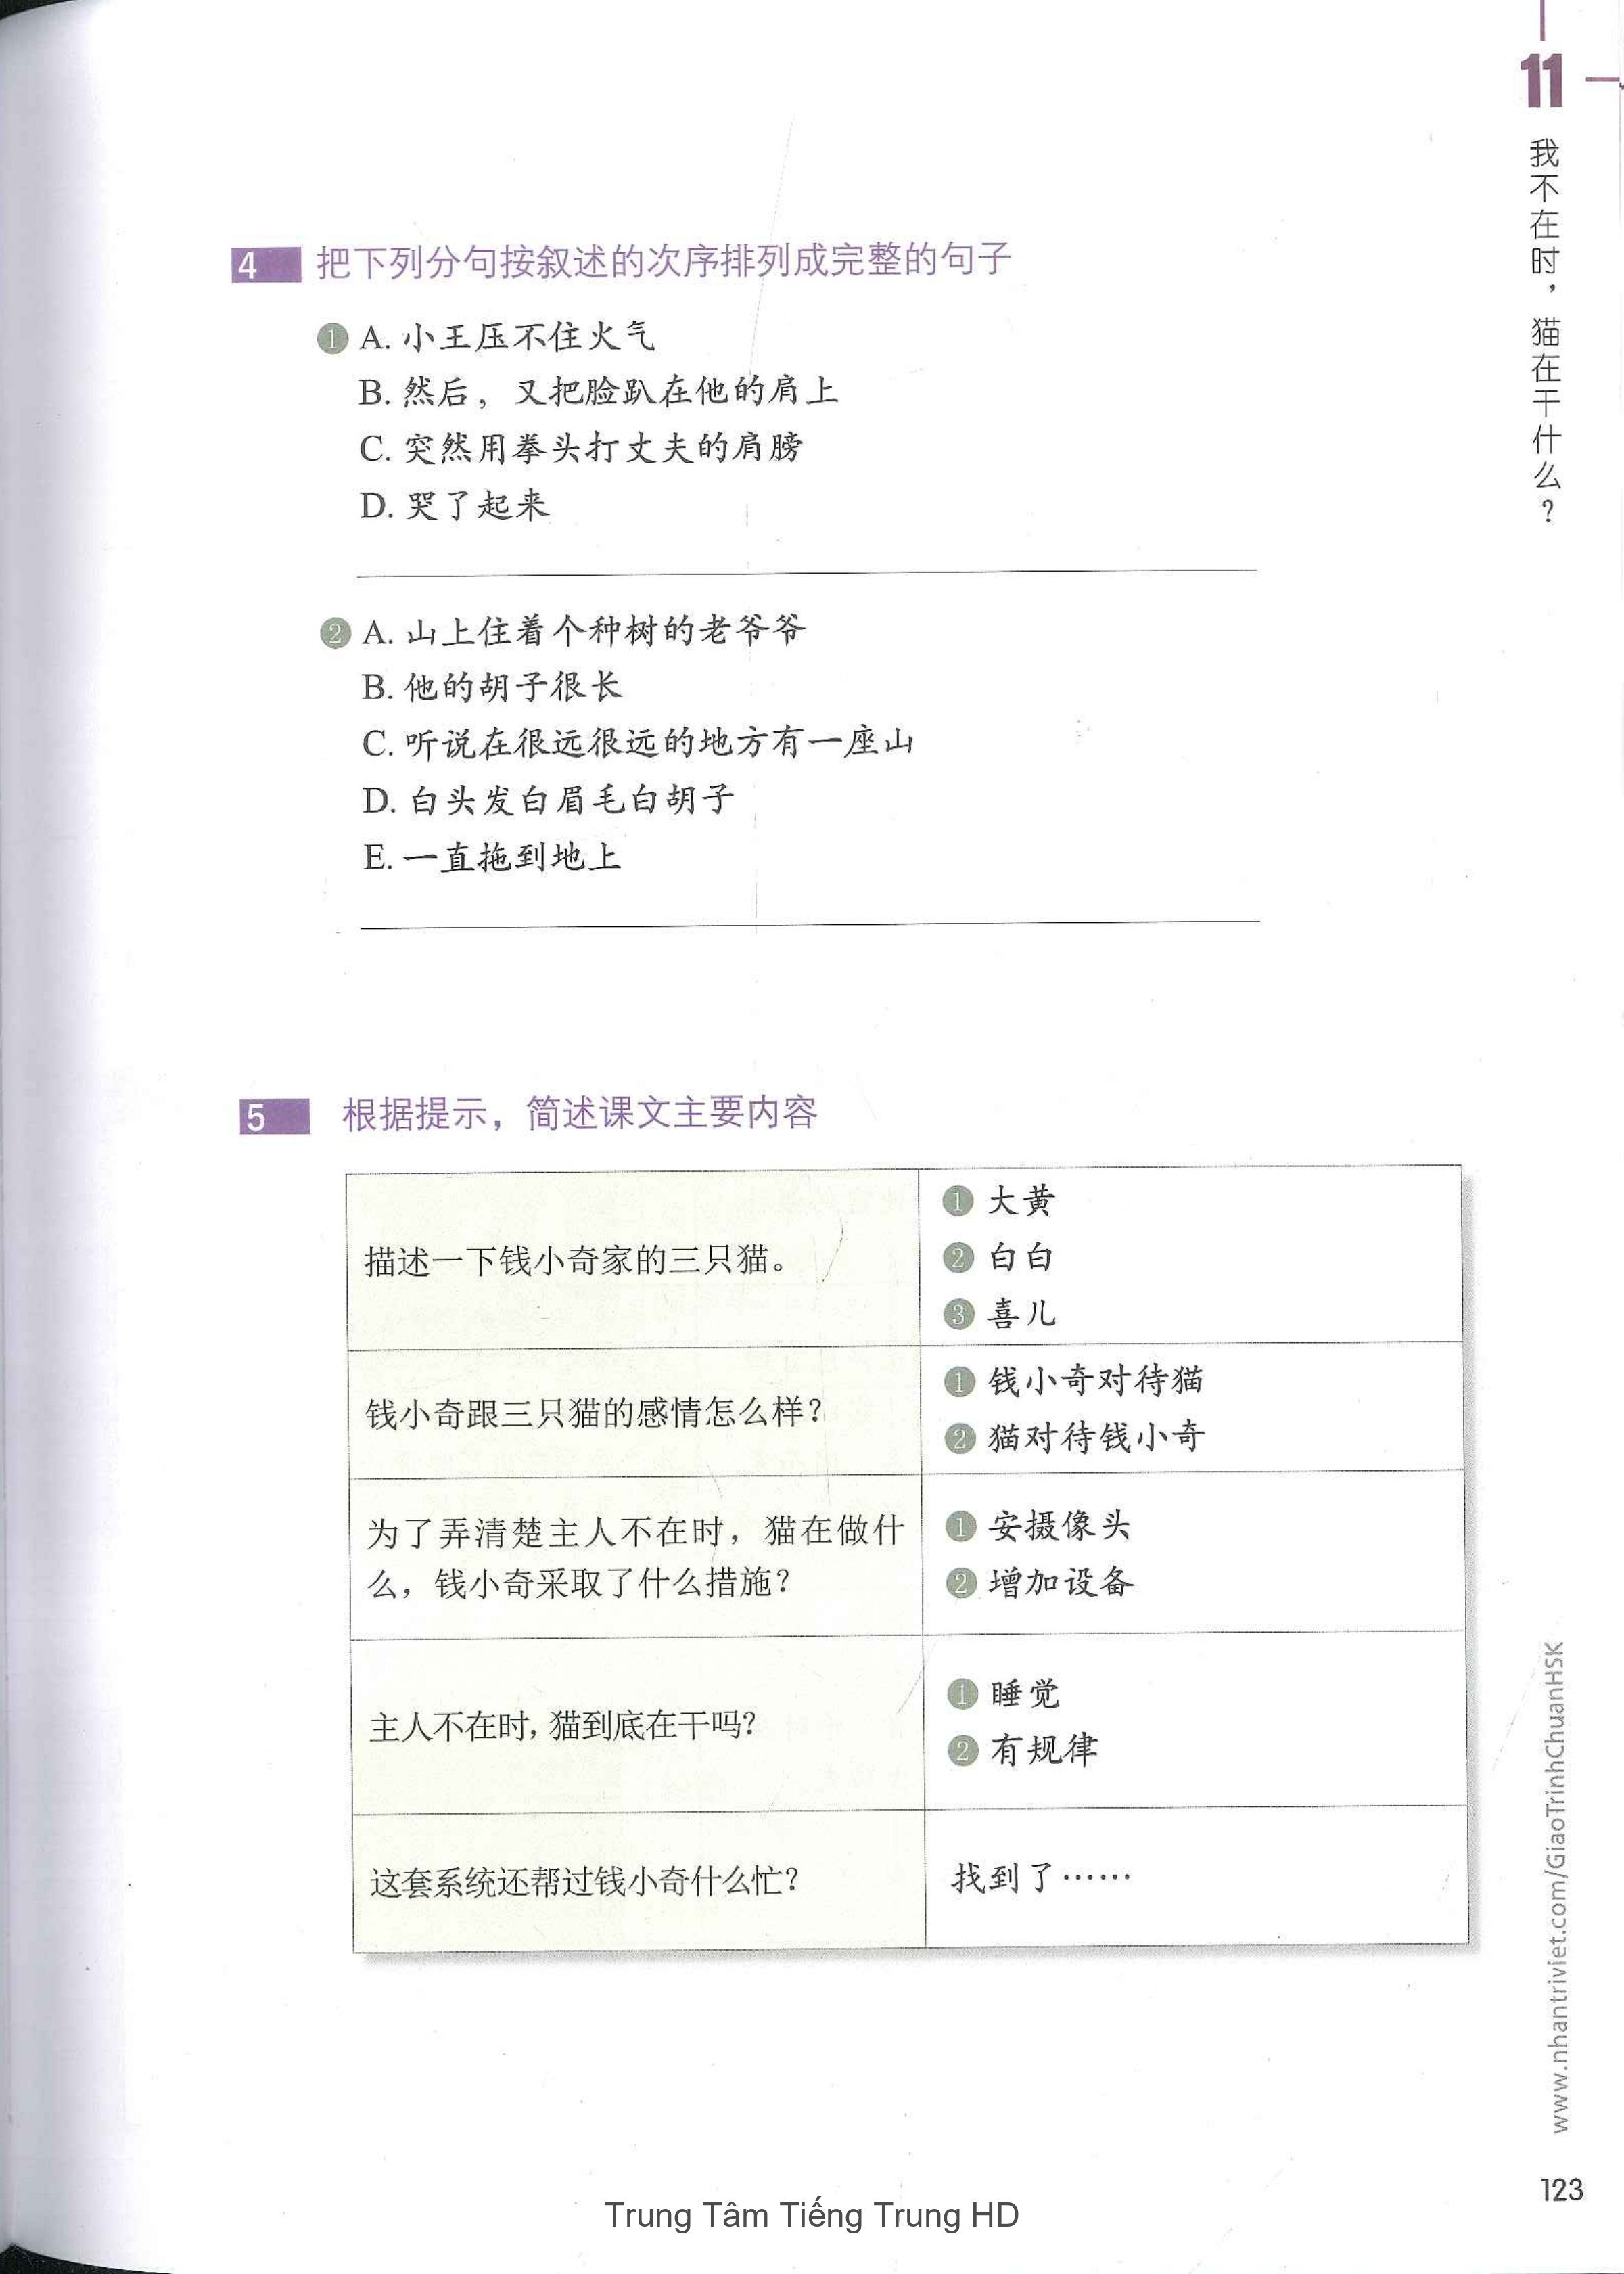 11
我不在时，猫在干什么？
4 把下列分句按叙述的次序排列成完整的句子
1 A. 小王压不住火气
B. 然后，又把脸趴在他的肩上
C. 突然用拳头打丈夫的肩膀
D. 哭了起来
2 A. 山上住着个种树的老爷爷
B. 他的胡子很长
C. 听说在很远很远的地方有一座山
D. 白头发白眉毛白胡子
E. 一直拖到地上
5 根据提示，简述课文主要内容
描述一下钱小奇家的三只猫。
1 大黄
2 白白
3 喜儿
钱小奇跟三只猫的感情怎么样？
1 钱小奇对待猫
2 猫对待钱小奇
为了弄清楚主人不在时，猫在做什
么，钱小奇采取了什么措施？
1 安摄像头
2 增加设备
主人不在时，猫到底在干吗？
1 睡觉
2 有规律
这套系统还帮过钱小奇什么忙？
找到了……
www.nhantriviet.com/GiaoTrinhChuanHSK
123
Trung Tâm Tiếng Trung HD